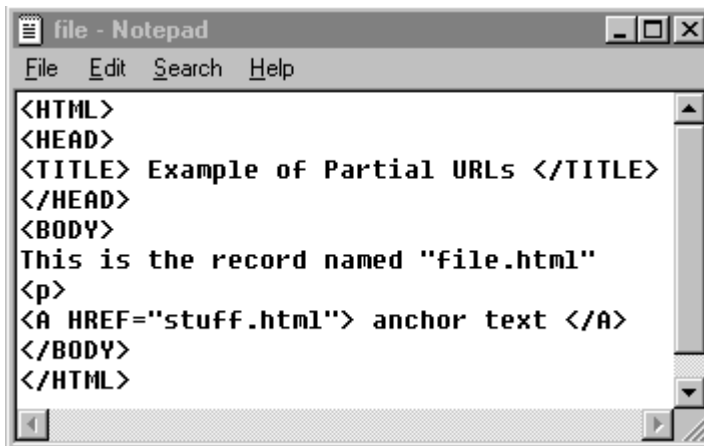 file - Notepad
File Edit Search Help
<HTML>
<HEAD>
<TITLE> Example of Partial URLs </TITLE>
</HEAD>
<BODY>
This is the record named "file.html"
<p>
<A HREF="stuff.html"> anchor text </A>
</BODY>
</HTML>